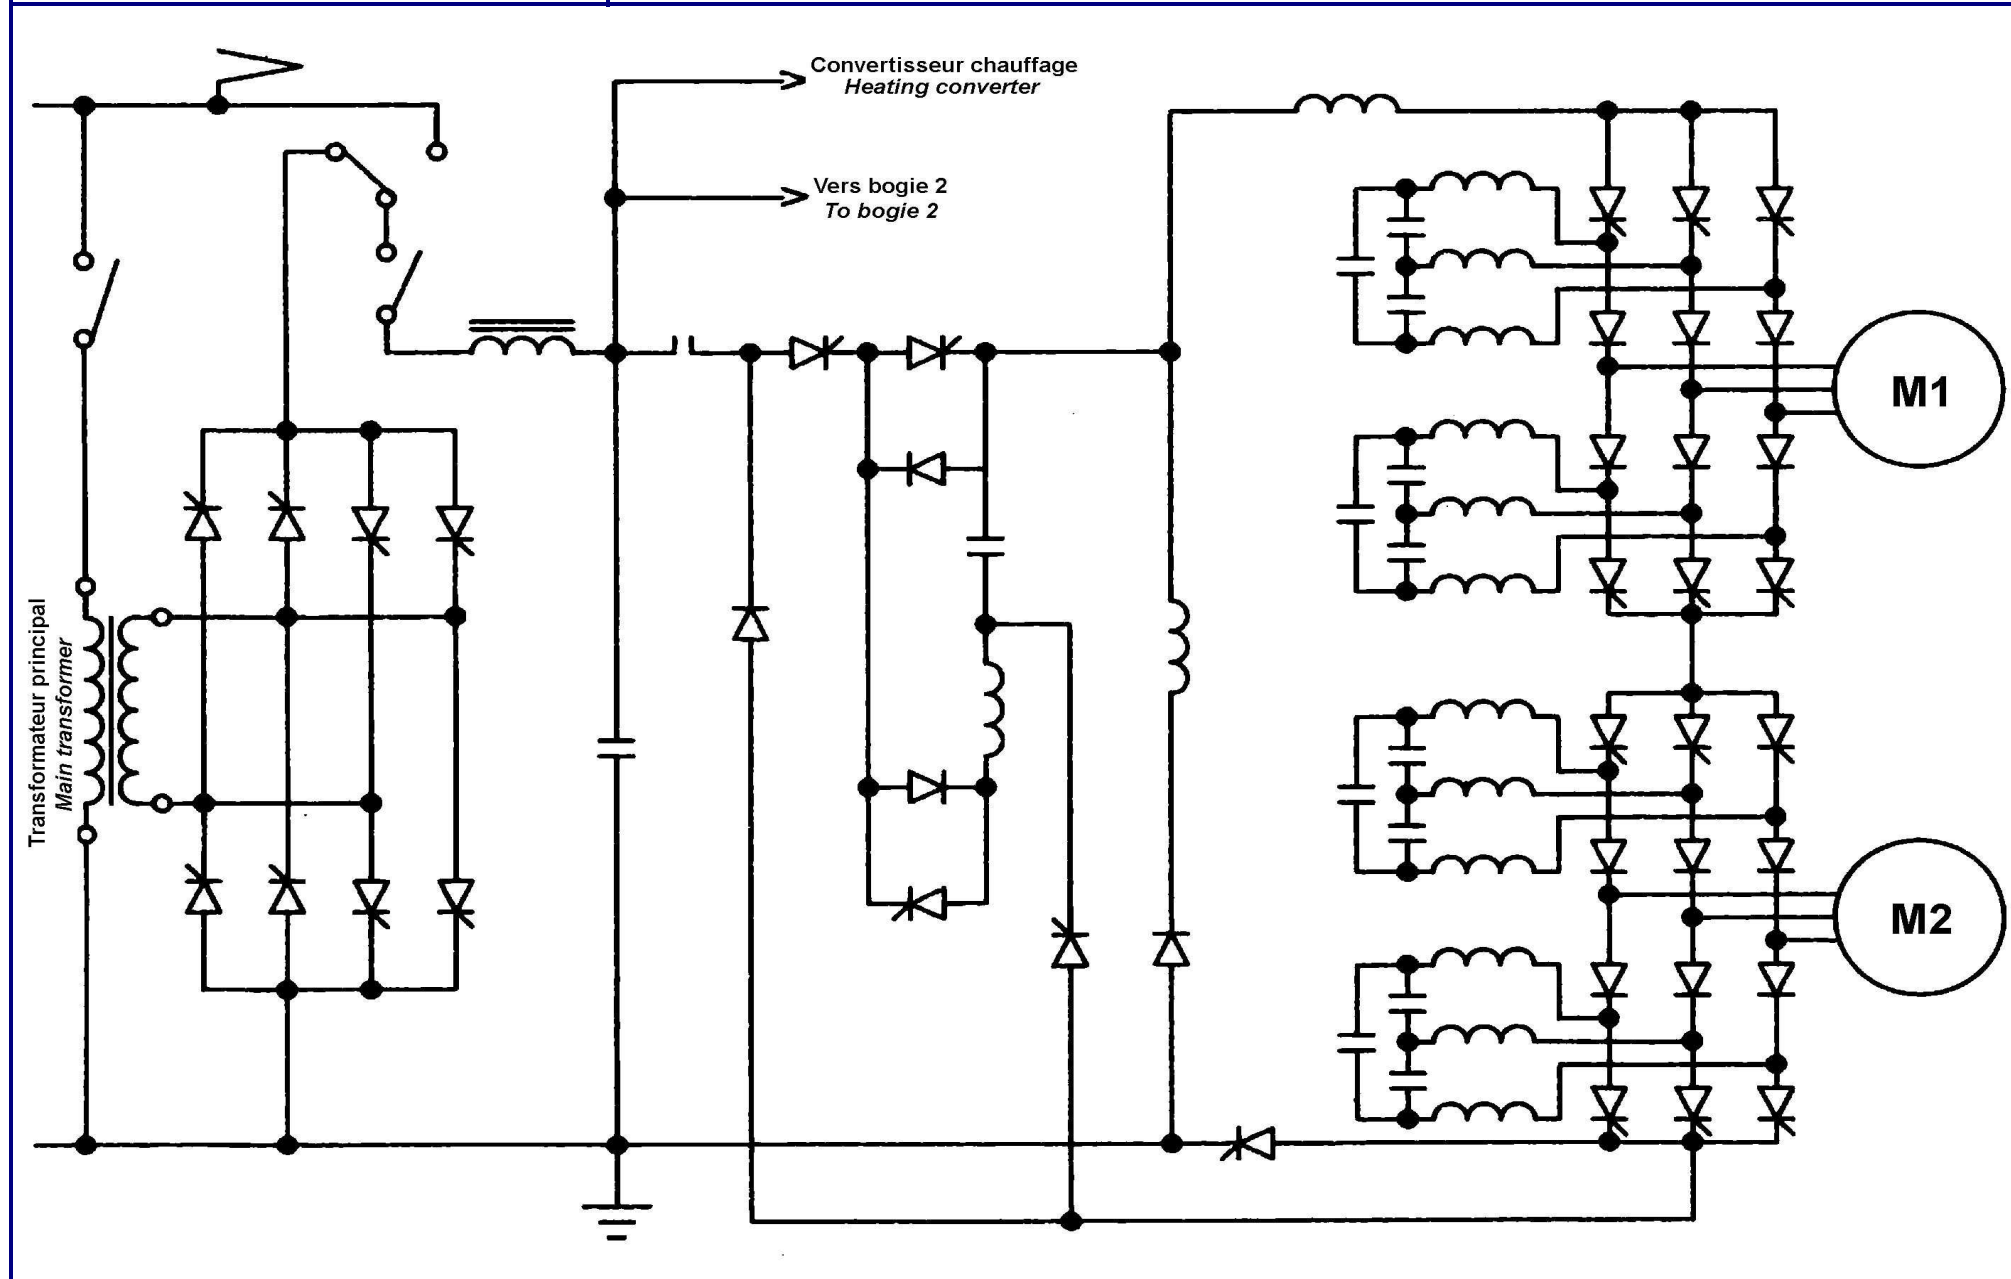 Convertisseur chauffage
Heating converter
Vers bogie 2
To bogie 2
M1
Transformateur principal
Main transformer
M2